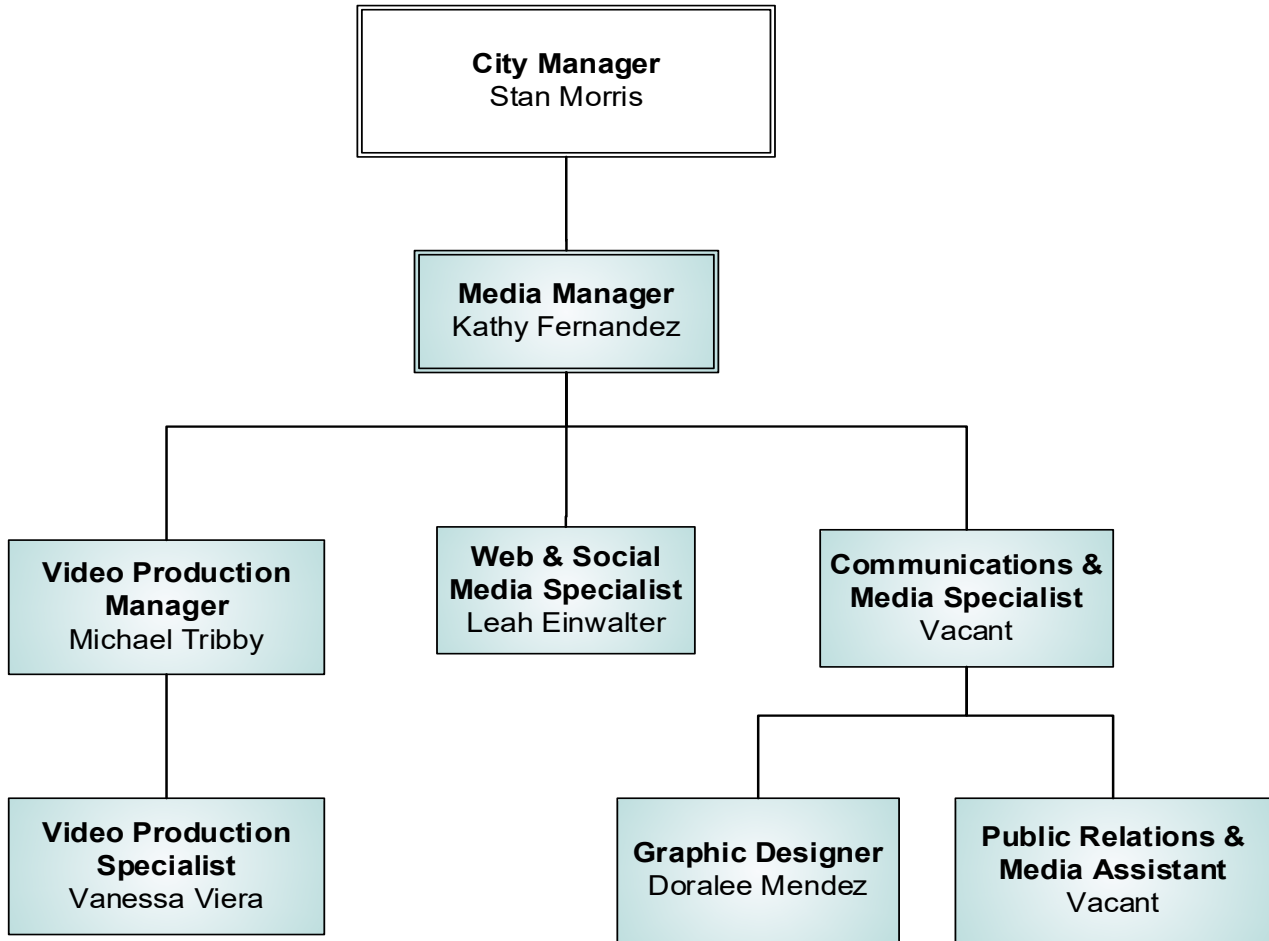 City Manager
Stan Morris
Media Manager
Kathy Fernandez
Video Production
Manager
Michael Tribby
Web & Social
Media Specialist
Leah Einwalter
Communications &
Media Specialist
Vacant
Video Production
Specialist
Vanessa Viera
Graphic Designer
Doralee Mendez
Public Relations &
Media Assistant
Vacant